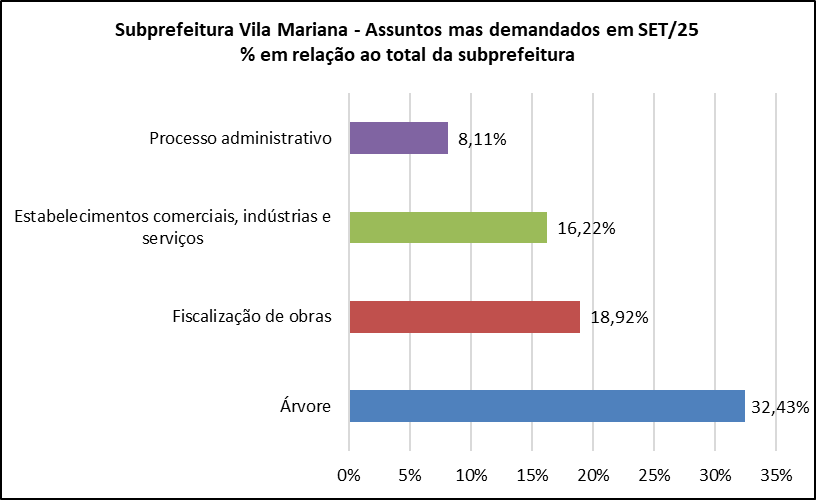 Subprefeitura Vila Mariana - Assuntos mas demandados em SET/25
% em relação ao total da subprefeitura
Processo administrativo
8,11%
Estabelecimentos comerciais, indústrias e
serviços
16,22%
Fiscalização de obras
18,92%
Árvore
32,43%
0% 5% 10% 15% 20% 25% 30% 35%